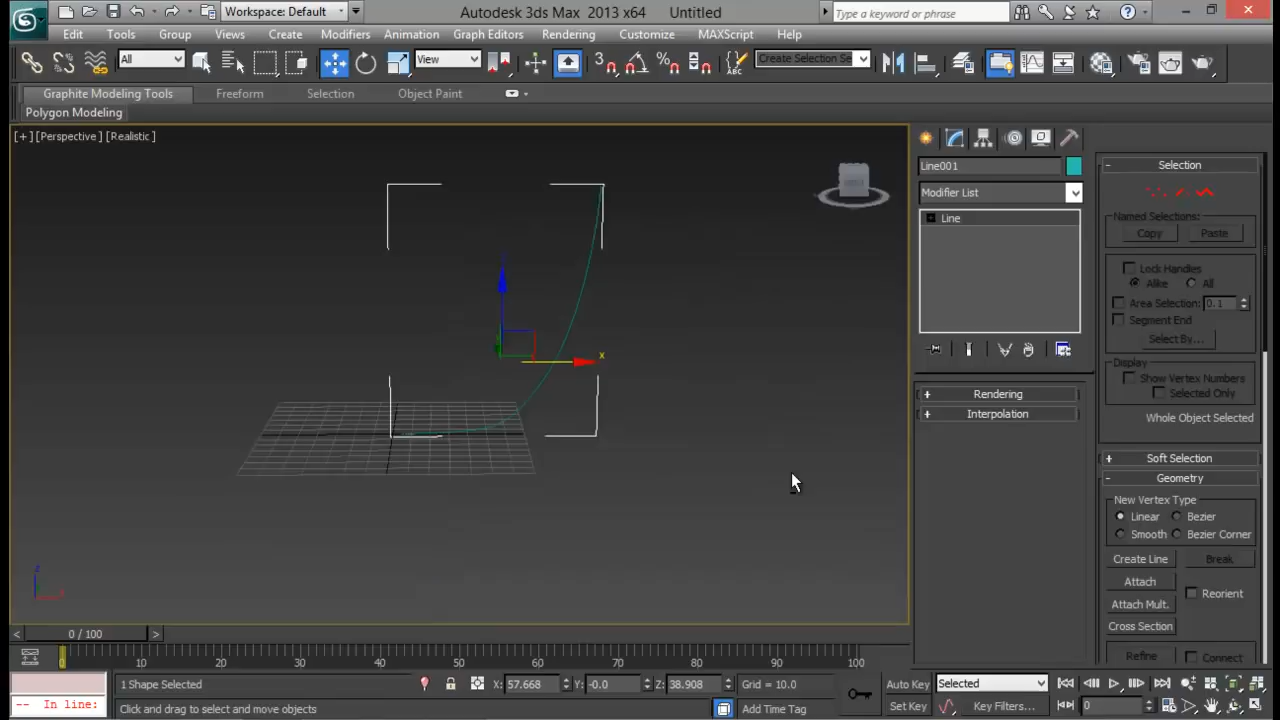 Workspace: Default
Autodesk 3ds Max 2013 x64 Untitled
Type a keyword or phrase
Edit Tools Group Views Create Modifiers Animation Graph Editors Rendering Customize MAXScript Help
All
View
3
Create Selection Se
Graphite Modeling Tools Freeform Selection Object Paint
Polygon Modeling
[+] [Perspective] [Realistic]
x
z
Line001
Modifier List
Line
Rendering
Interpolation
Selection
Named Selections:
Copy Paste
Lock Handles
Alike All
Area Selection: 0.1
Segment End
Select By...
Display
Show Vertex Numbers
Selected Only
Whole Object Selected
Soft Selection
Geometry
New Vertex Type
Linear Bezier
Smooth Bezier Corner
Create Line Break
Attach
Reorient
Attach Mult.
Cross Section
Refine Connect
0 / 100
0 10 20 30 40 50 60 70 80 90 100
1 Shape Selected X: 57.668 Y: -0.0 Z: 38.908 Grid = 10.0 Auto Key Selected
-- In line: Click and drag to select and move objects Add Time Tag Set Key Key Filters... 0